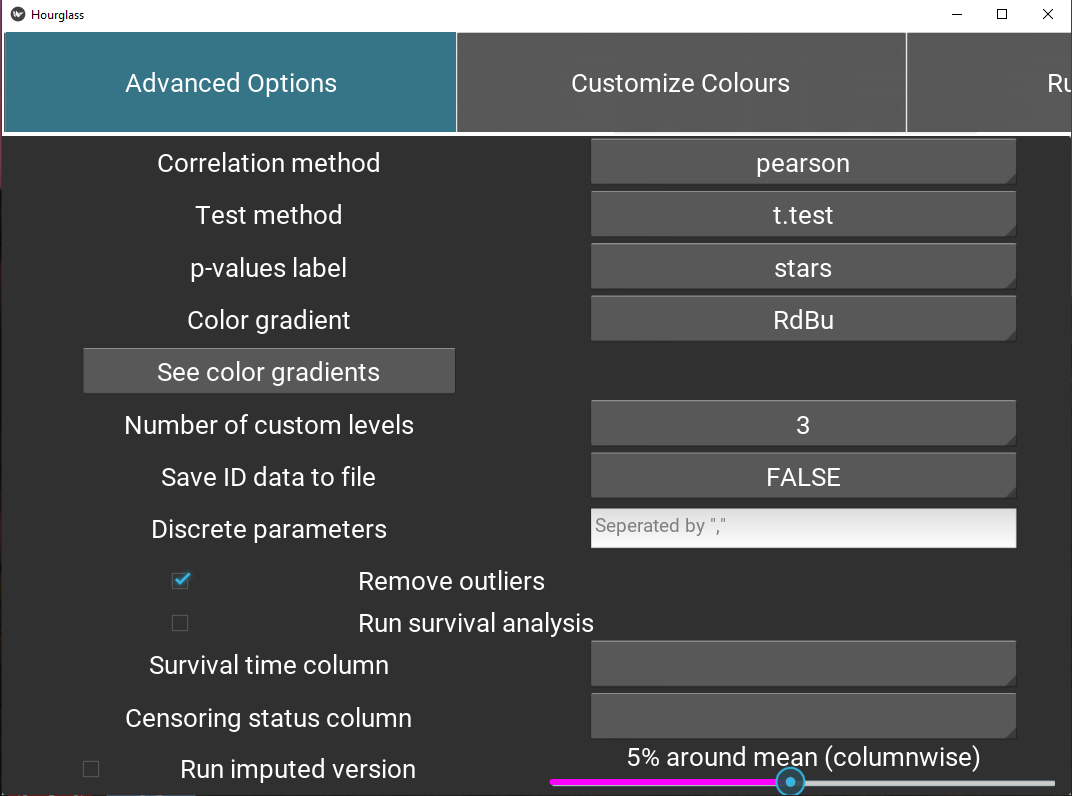 Hourglass
Advanced Options
Customize Colours
Correlation method
pearson
Test method
t.test
p-values label
stars
Color gradient
RdBu
See color gradients
Number of custom levels
3
Save ID data to file
FALSE
Discrete parameters
Seperated by ","
Remove outliers
Run survival analysis
Survival time column
Censoring status column
5% around mean (columnwise)
Run imputed version